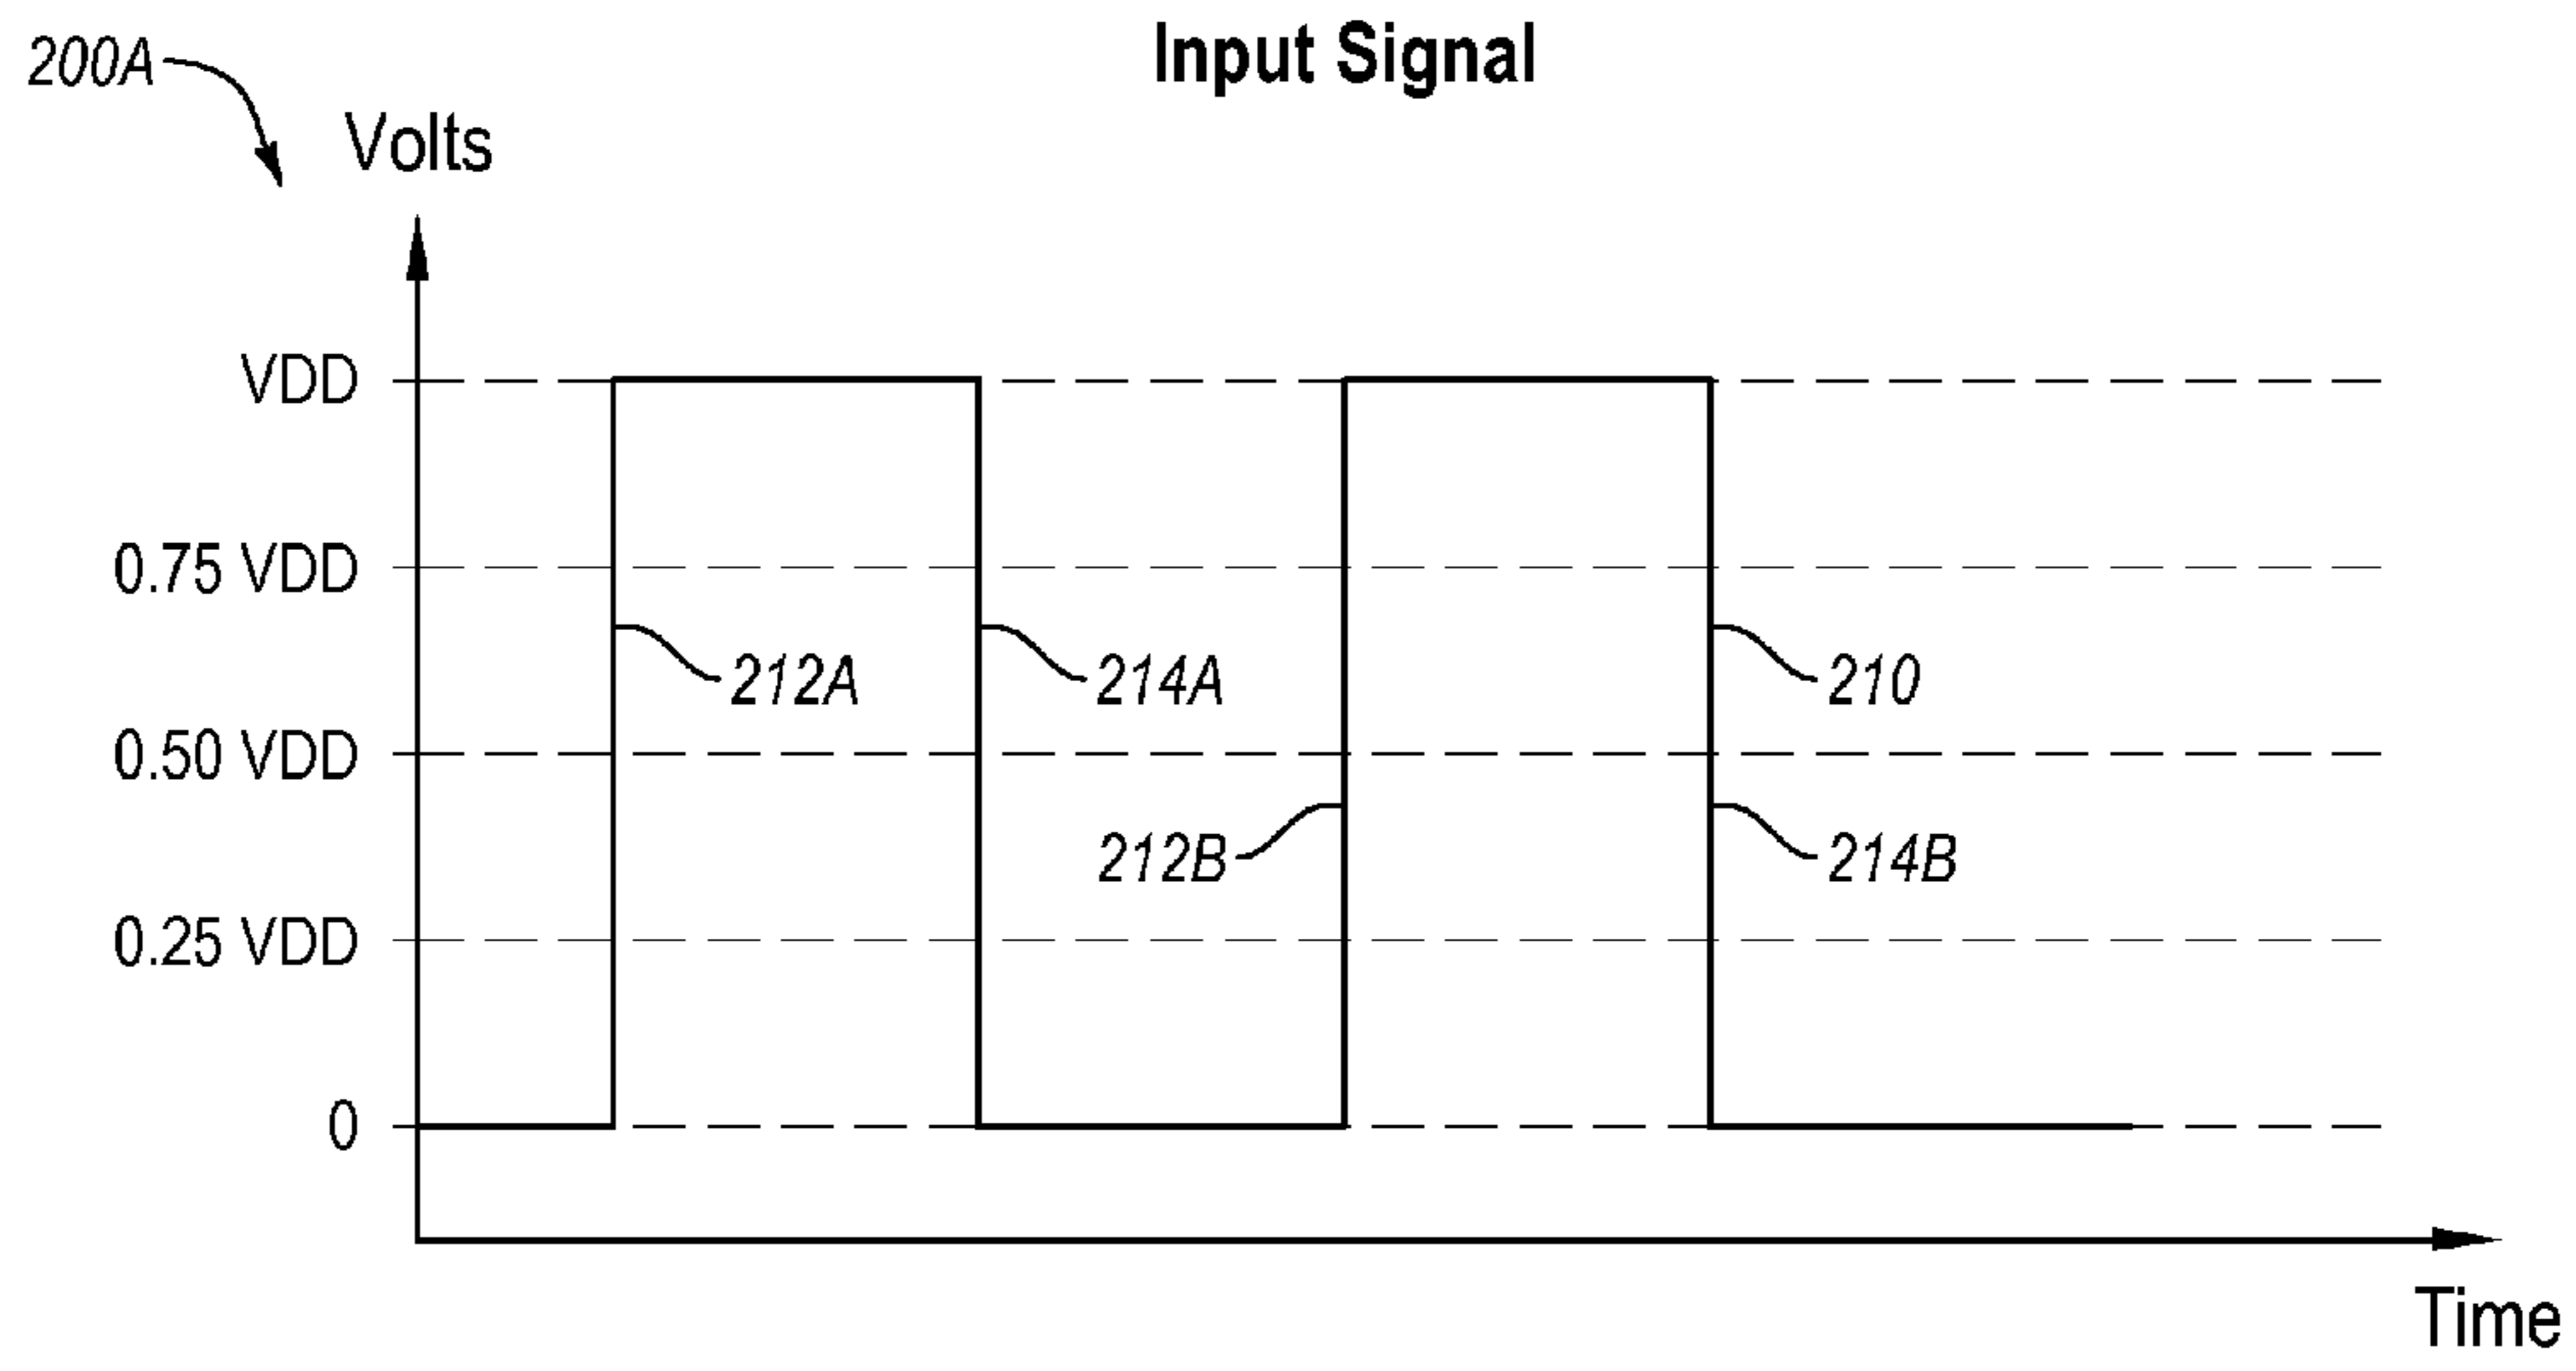 Input Signal
200A
Volts
VDD
0.75 VDD
212A
214A
210
0.50 VDD
212B
214B
0.25 VDD
0
Time